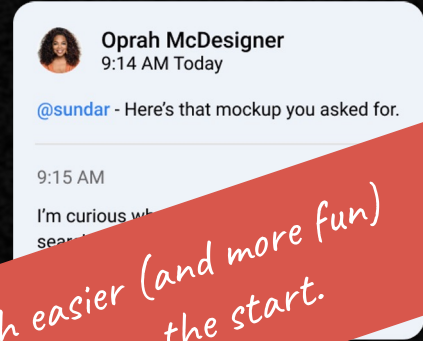 Oprah McDesigner
9:14 AM Today
@sundar - Here's that mockup you asked for.
9:15 AM
I'm curious
easier (and more fun)
the start.